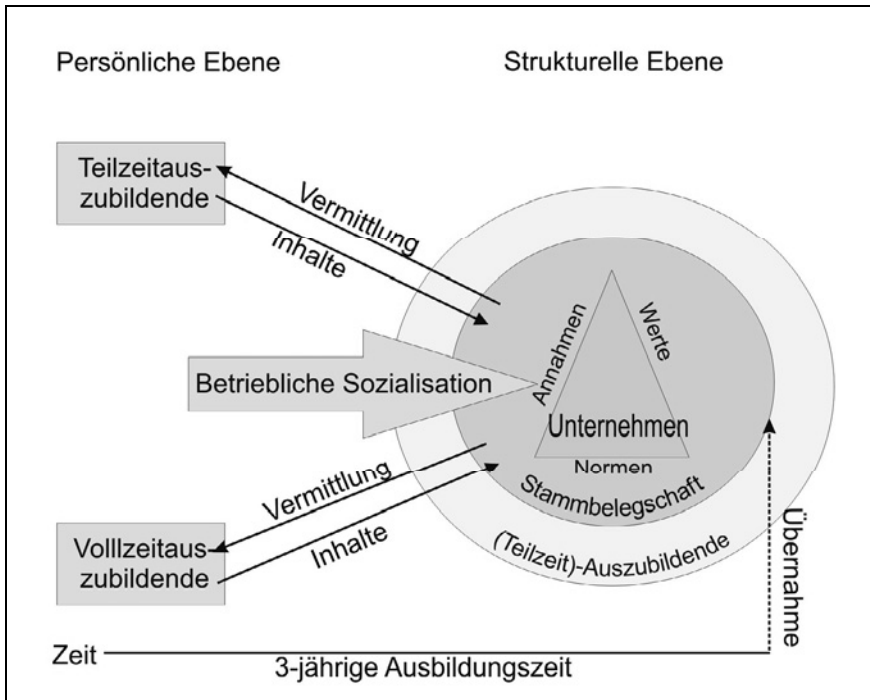 Persönliche Ebene
Strukturelle Ebene
Teilzeitaus-
zubildende
Vermittlung
Inhalte
Betriebliche Sozialisation
Annahmen
Werte
Unternehmen
Normen
Stammbelegschaft
(Teilzeit)-Auszubildende
Vermittlung
Inhalte
Volllzeitaus-
zubildende
Übernahme
Zeit
3-jährige Ausbildungszeit